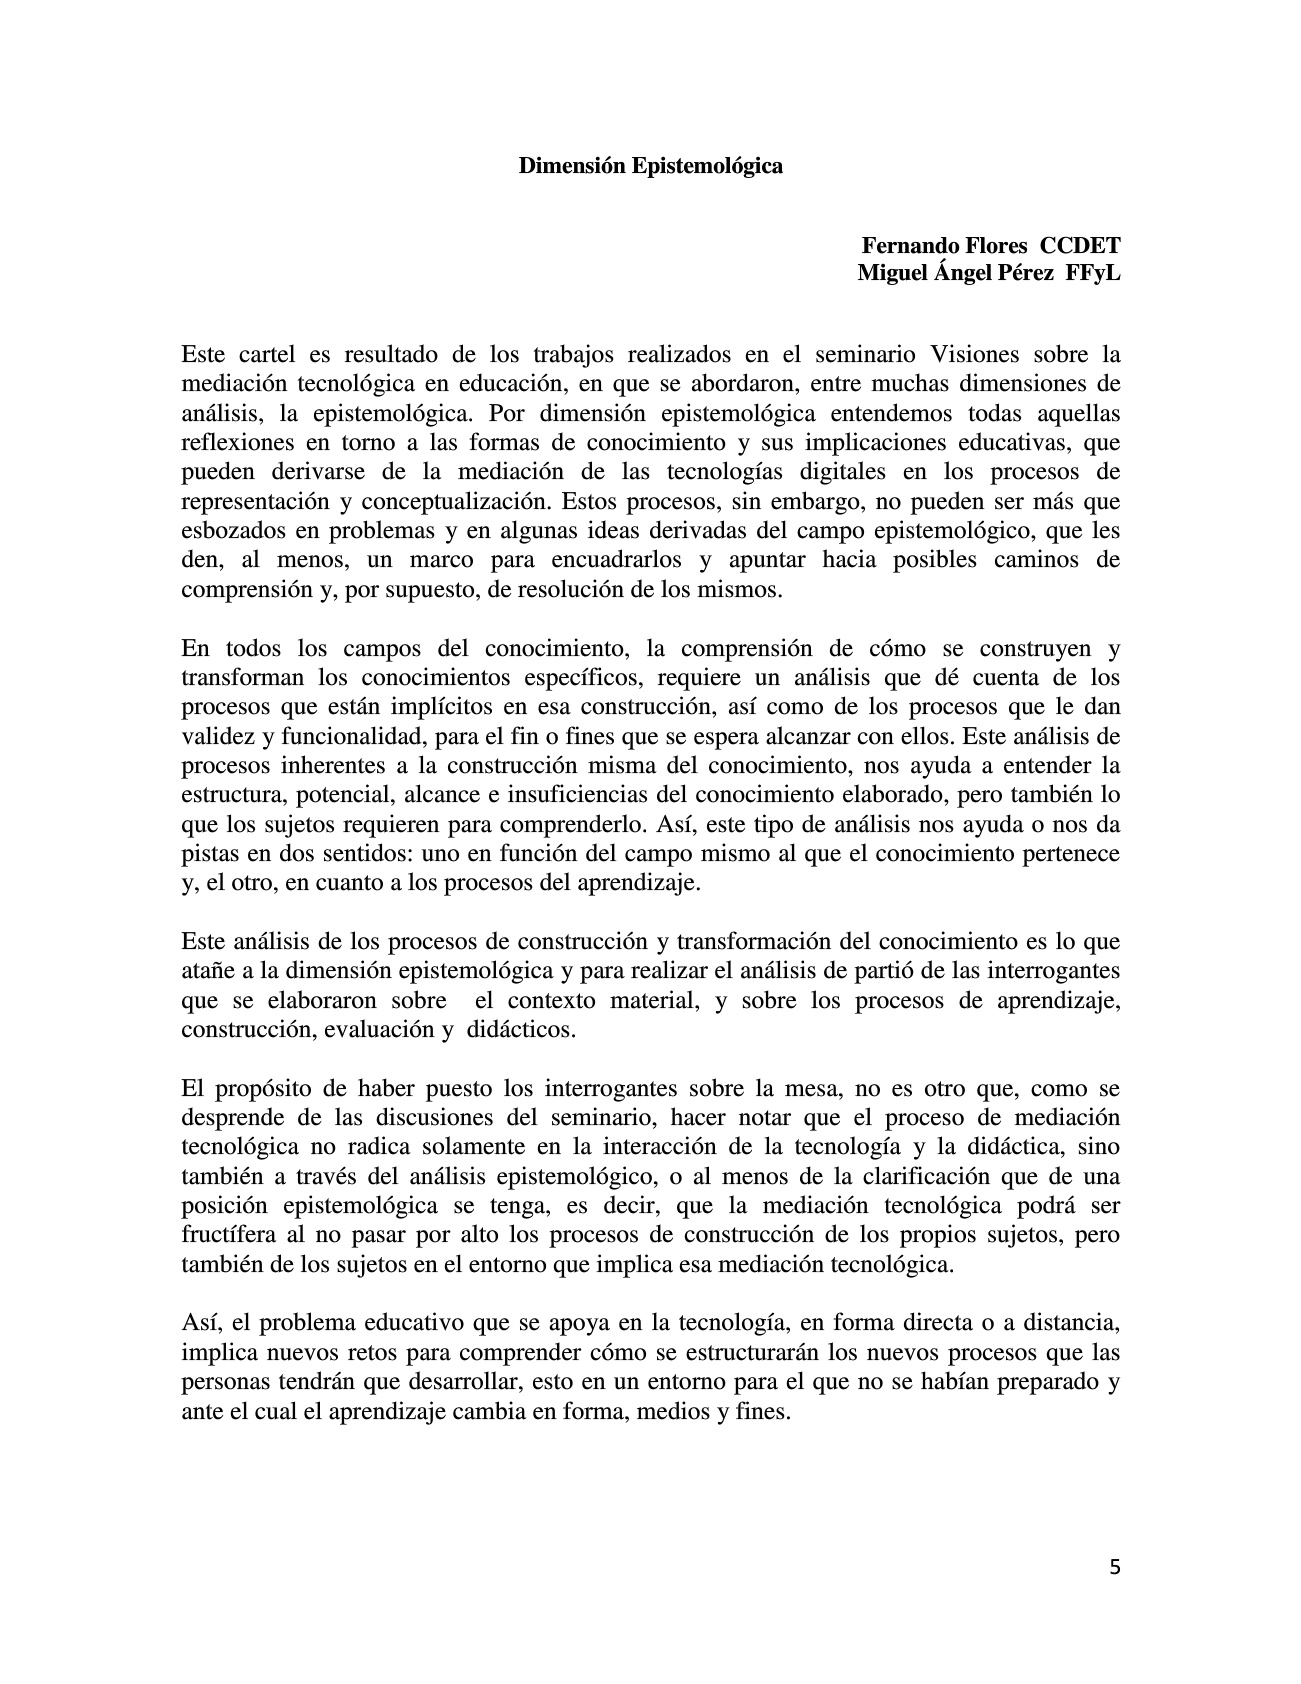 Dimensión Epistemológica
Fernando Flores  CCDET
Miguel Ángel Pérez  FFyL
Este cartel es resultado de los trabajos realizados en el seminario Visiones sobre la
mediación tecnológica en educación, en que se abordaron, entre muchas dimensiones de
análisis, la epistemológica. Por dimensión epistemológica entendemos todas aquellas
reflexiones en torno a las formas de conocimiento y sus implicaciones educativas, que
pueden derivarse de la mediación de las tecnologías digitales en los procesos de
representación y conceptualización. Estos procesos, sin embargo, no pueden ser más que
esbozados en problemas y en algunas ideas derivadas del campo epistemológico, que les
den, al menos, un marco para encuadrarlos y apuntar hacia posibles caminos de
comprensión y, por supuesto, de resolución de los mismos.
En todos los campos del conocimiento, la comprensión de cómo se construyen y
transforman los conocimientos específicos, requiere un análisis que dé cuenta de los
procesos que están implícitos en esa construcción, así como de los procesos que le dan
validez y funcionalidad, para el fin o fines que se espera alcanzar con ellos. Este análisis de
procesos inherentes a la construcción misma del conocimiento, nos ayuda a entender la
estructura, potencial, alcance e insuficiencias del conocimiento elaborado, pero también lo
que los sujetos requieren para comprenderlo. Así, este tipo de análisis nos ayuda o nos da
pistas en dos sentidos: uno en función del campo mismo al que el conocimiento pertenece
y, el otro, en cuanto a los procesos del aprendizaje.
Este análisis de los procesos de construcción y transformación del conocimiento es lo que
atañe a la dimensión epistemológica y para realizar el análisis de partió de las interrogantes
que se elaboraron sobre  el contexto material, y sobre los procesos de aprendizaje,
construcción, evaluación y  didácticos.
El propósito de haber puesto los interrogantes sobre la mesa, no es otro que, como se
desprende de las discusiones del seminario, hacer notar que el proceso de mediación
tecnológica no radica solamente en la interacción de la tecnología y la didáctica, sino
también a través del análisis epistemológico, o al menos de la clarificación que de una
posición epistemológica se tenga, es decir, que la mediación tecnológica podrá ser
fructífera al no pasar por alto los procesos de construcción de los propios sujetos, pero
también de los sujetos en el entorno que implica esa mediación tecnológica.
Así, el problema educativo que se apoya en la tecnología, en forma directa o a distancia,
implica nuevos retos para comprender cómo se estructurarán los nuevos procesos que las
personas tendrán que desarrollar, esto en un entorno para el que no se habían preparado y
ante el cual el aprendizaje cambia en forma, medios y fines.
5